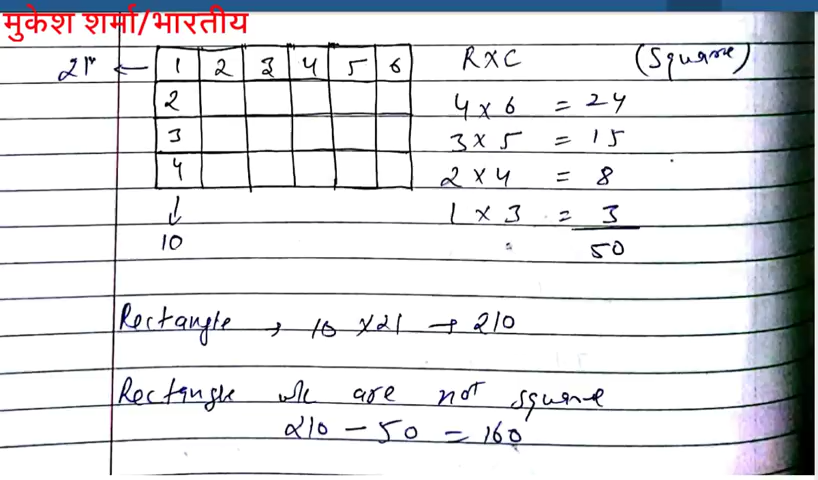 मुकेश शर्मा/भारतीय
21 ← 1 2 3 4 5 6 R×C (Square)
2 4 × 6 = 24
3 3 × 5 = 15
4 2 × 4 = 8
↓ 1 × 3 = 3
10 50
Rectangle → 10 × 21 → 210
Rectangle are not square
210 - 50 = 160